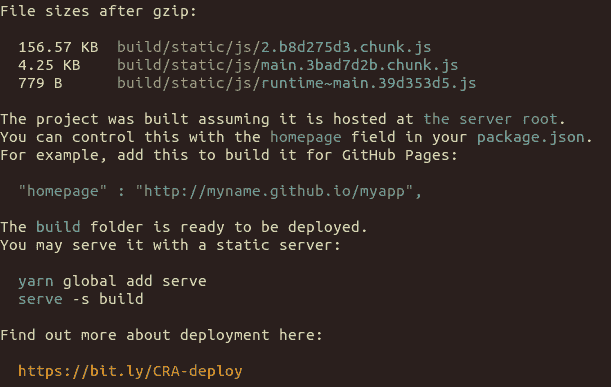 File sizes after gzip:
156.57 KB  build/static/js/2.b8d275d3.chunk.js
4.25 KB    build/static/js/main.3bad7d2b.chunk.js
779 B      build/static/js/runtime~main.39d353d5.js
The project was built assuming it is hosted at the server root.
You can control this with the homepage field in your package.json.
For example, add this to build it for GitHub Pages:
"homepage" : "http://myname.github.io/myapp",
The build folder is ready to be deployed.
You may serve it with a static server:
yarn global add serve
serve -s build
Find out more about deployment here:
https://bit.ly/CRA-deploy